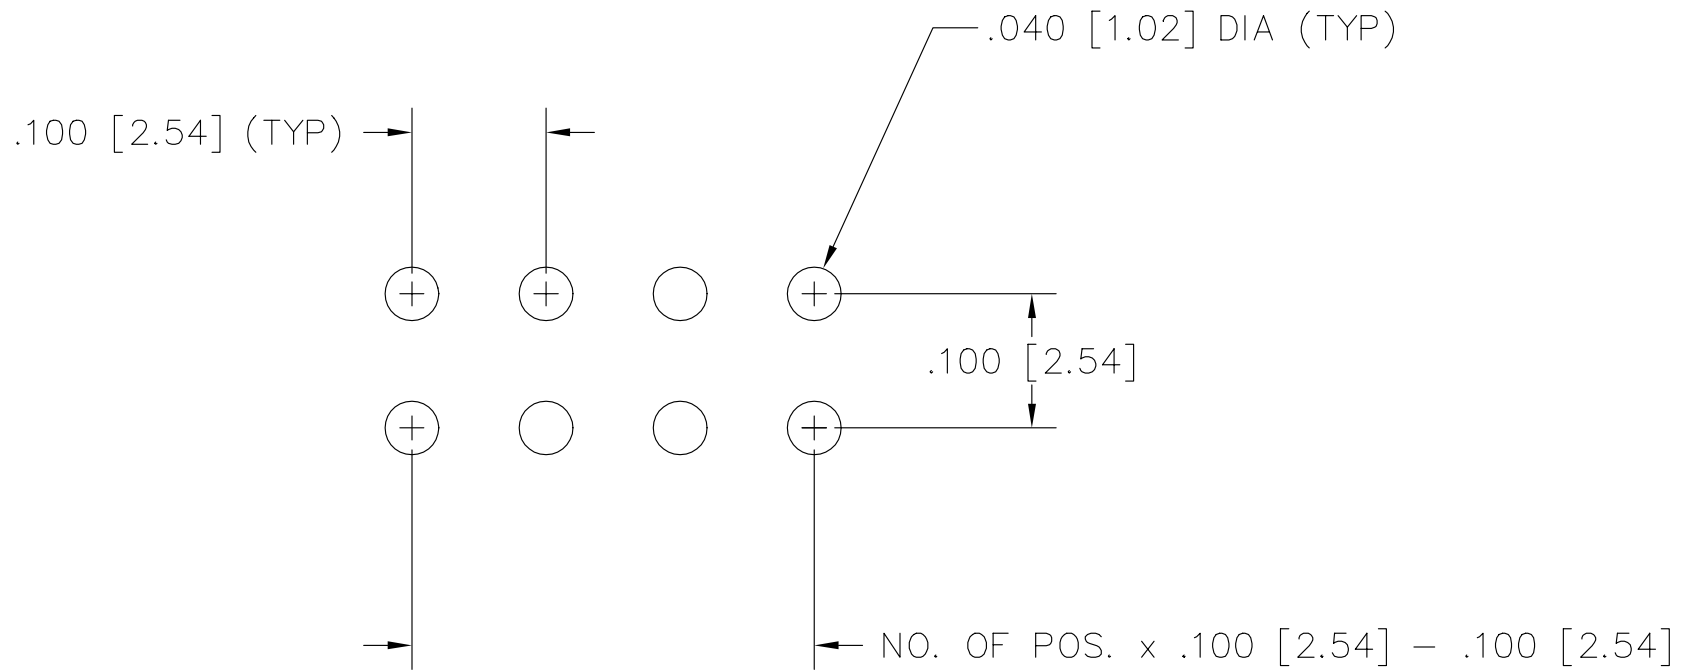 .040 [1.02] DIA (TYP)
.100 [2.54] (TYP)
.100 [2.54]
NO. OF POS. x .100 [2.54] – .100 [2.54]